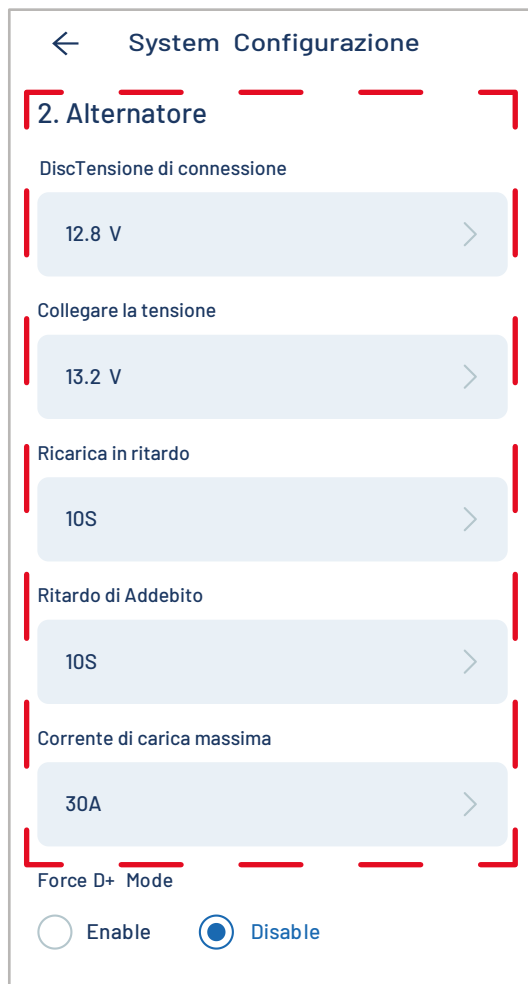 System Configurazione
2. Alternatore
DiscTensione di connessione
12.8 V
Collegare la tensione
13.2 V
Ricarica in ritardo
10S
Ritardo di Addebito
10S
Corrente di carica massima
30A
Force D+ Mode
Enable Disable